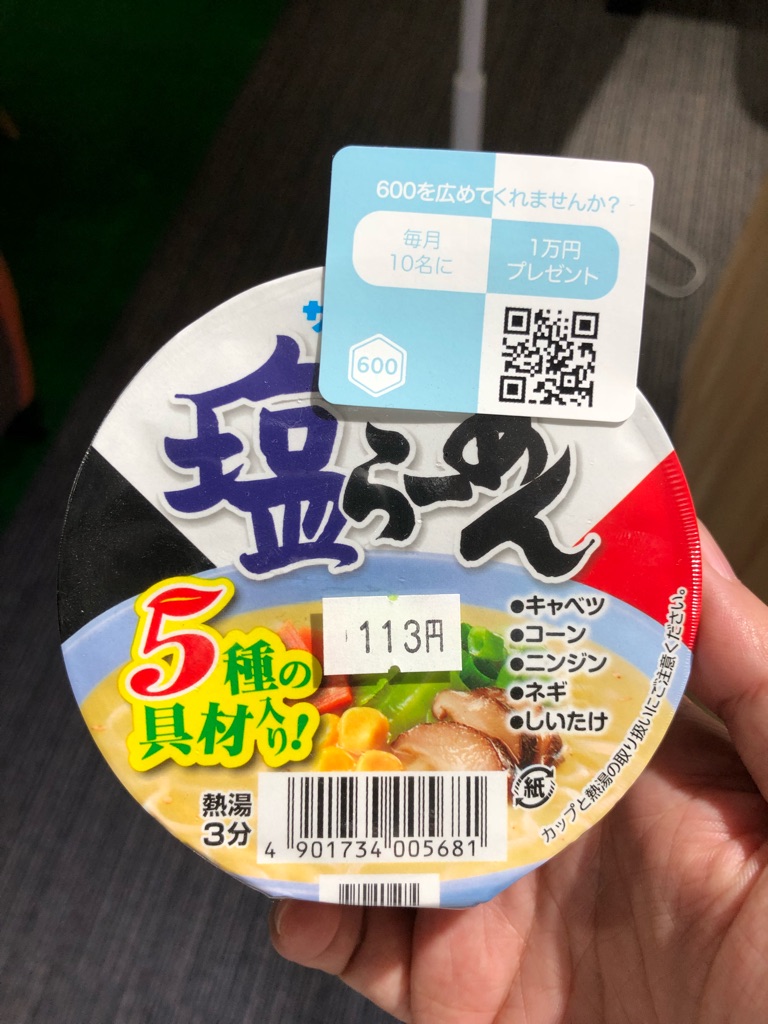 600を広めてくれませんか?
毎月
10名に
1万円
プレゼント
600
塩らーめん
113円
5種の
具材入り!
●キャベツ
●コーン
●ニンジン
●ネギ
●しいたけ
紙
カップと熱湯の取り扱いにご注意ください。
熱湯
3分
4 901734 005681